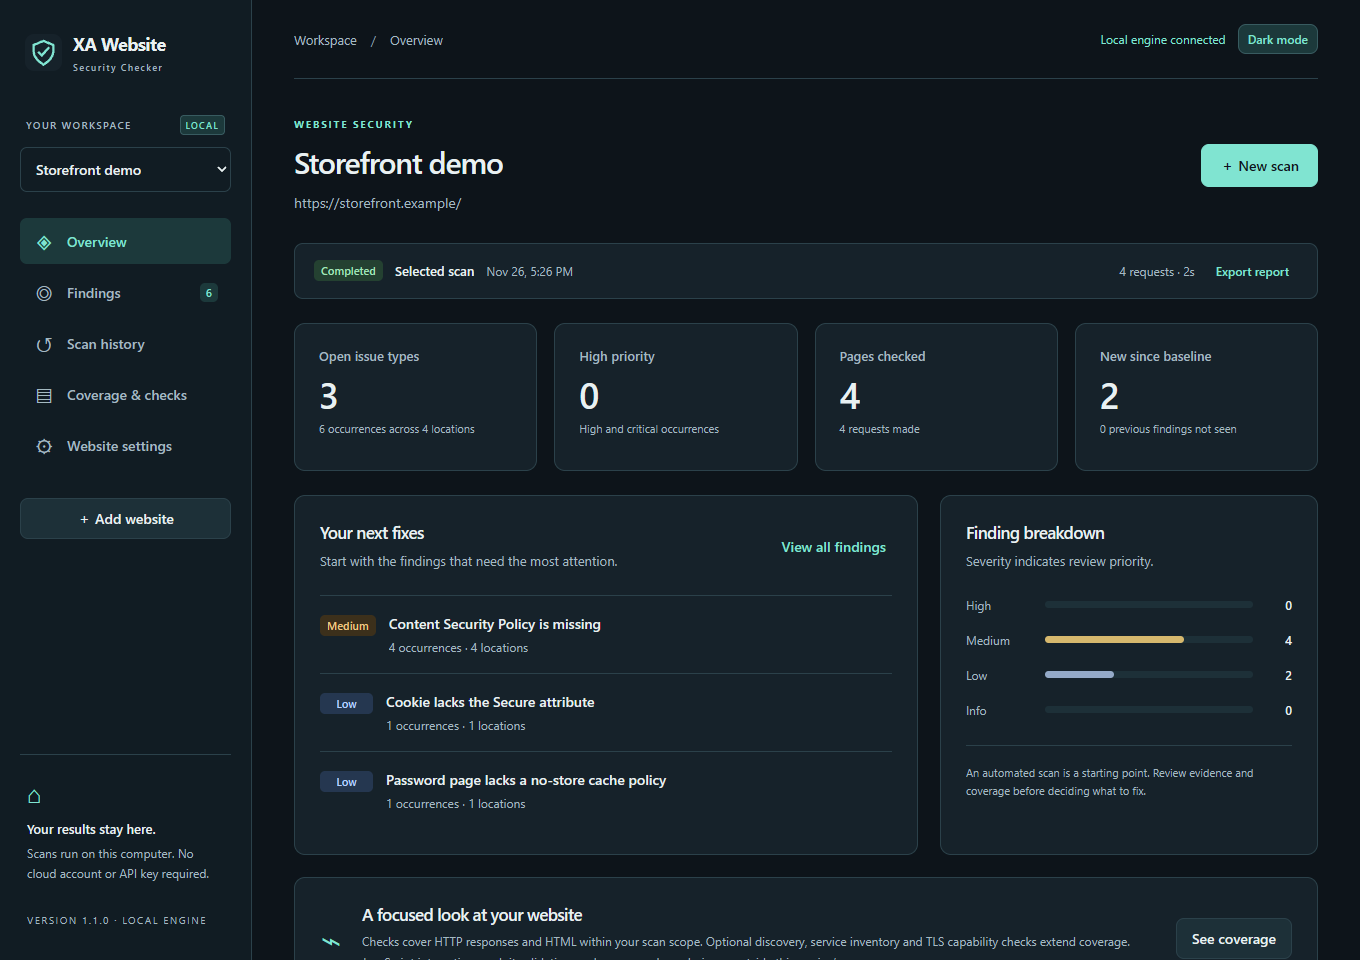 XA Website
Security Checker
YOUR WORKSPACE
LOCAL
Storefront demo
Overview
Findings
6
Scan history
Coverage & checks
Website settings
+ Add website
Your results stay here.
Scans run on this computer. No
cloud account or API key required.
VERSION 1.1.0 · LOCAL ENGINE
Workspace / Overview
Local engine connected
Dark mode
WEBSITE SECURITY
Storefront demo
https://storefront.example/
+ New scan
Completed Selected scan Nov 26, 5:26 PM
4 requests · 2s Export report
Open issue types
3
6 occurrences across 4 locations
High priority
0
High and critical occurrences
Pages checked
4
4 requests made
New since baseline
2
0 previous findings not seen
Your next fixes
Start with the findings that need the most attention.
View all findings
Medium Content Security Policy is missing
4 occurrences · 4 locations
Low Cookie lacks the Secure attribute
1 occurrences · 1 locations
Low Password page lacks a no-store cache policy
1 occurrences · 1 locations
Finding breakdown
Severity indicates review priority.
High 0
Medium 4
Low 2
Info 0
An automated scan is a starting point. Review evidence and
coverage before deciding what to fix.
A focused look at your website
Checks cover HTTP responses and HTML within your scan scope. Optional discovery, service inventory and TLS capability checks extend coverage.
See coverage